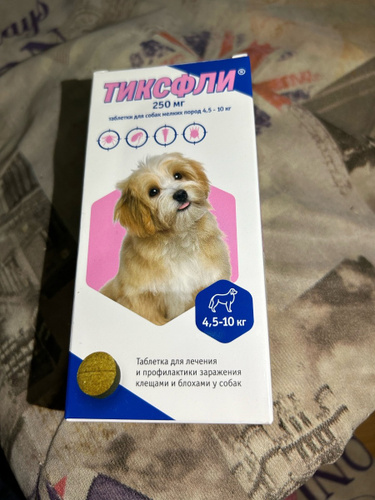 ТИКСФЛИ®
250 мг
таблетки для собак мелких пород 4,5 - 10 кг
4,5-10 кг
Таблетка для лечения
и профилактики заражения
клещами и блохами у собак